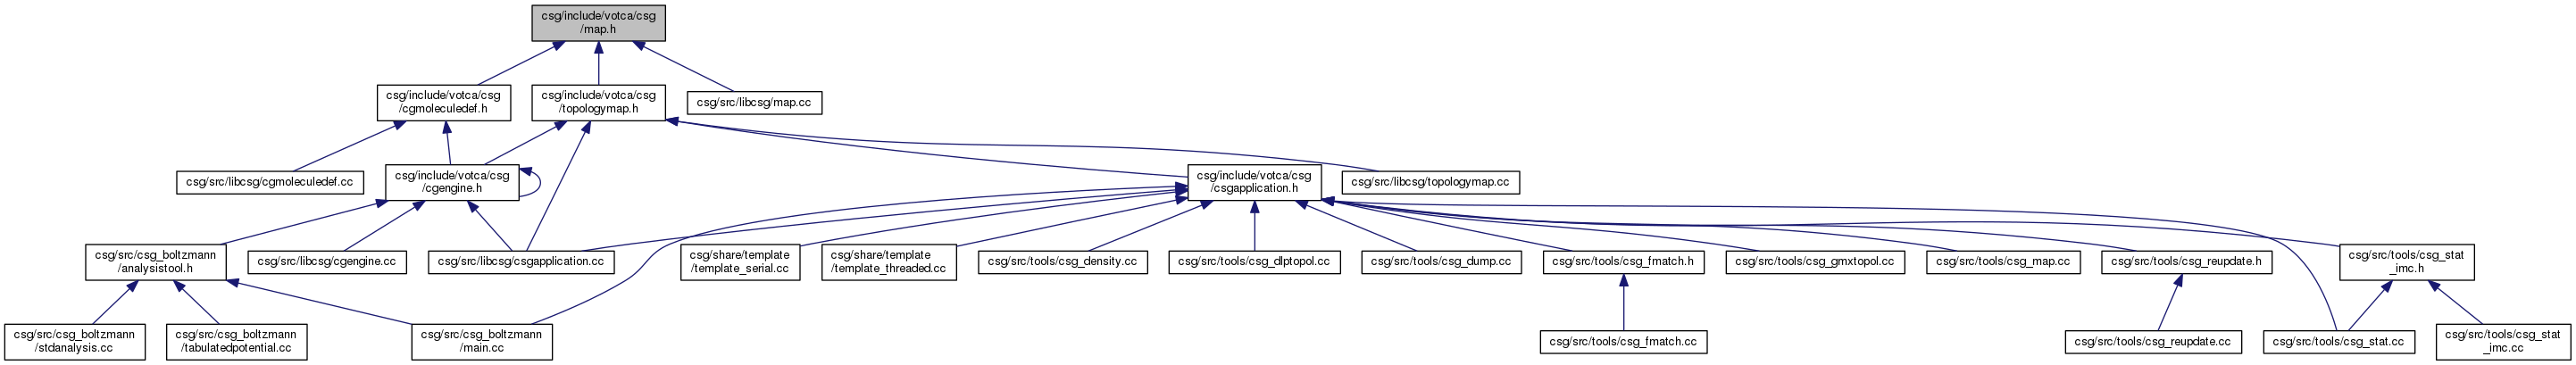 csg/include/votca/csg
/map.h
csg/include/votca/csg
/cgmoleculedef.h
csg/include/votca/csg
/topologymap.h
csg/src/libcsg/map.cc
csg/src/libcsg/cgmoleculedef.cc
csg/include/votca/csg
/cgengine.h
csg/include/votca/csg
/csgapplication.h
csg/src/libcsg/topologymap.cc
csg/src/csg_boltzmann
/analysistool.h
csg/src/libcsg/cgengine.cc
csg/src/libcsg/csgapplication.cc
csg/share/template
/template_serial.cc
csg/share/template
/template_threaded.cc
csg/src/tools/csg_density.cc
csg/src/tools/csg_dlptopol.cc
csg/src/tools/csg_dump.cc
csg/src/tools/csg_fmatch.h
csg/src/tools/csg_gmxtopol.cc
csg/src/tools/csg_map.cc
csg/src/tools/csg_reupdate.h
csg/src/tools/csg_stat
_imc.h
csg/src/csg_boltzmann
/stdanalysis.cc
csg/src/csg_boltzmann
/tabulatedpotential.cc
csg/src/csg_boltzmann
/main.cc
csg/src/tools/csg_fmatch.cc
csg/src/tools/csg_reupdate.cc
csg/src/tools/csg_stat.cc
csg/src/tools/csg_stat
_imc.cc